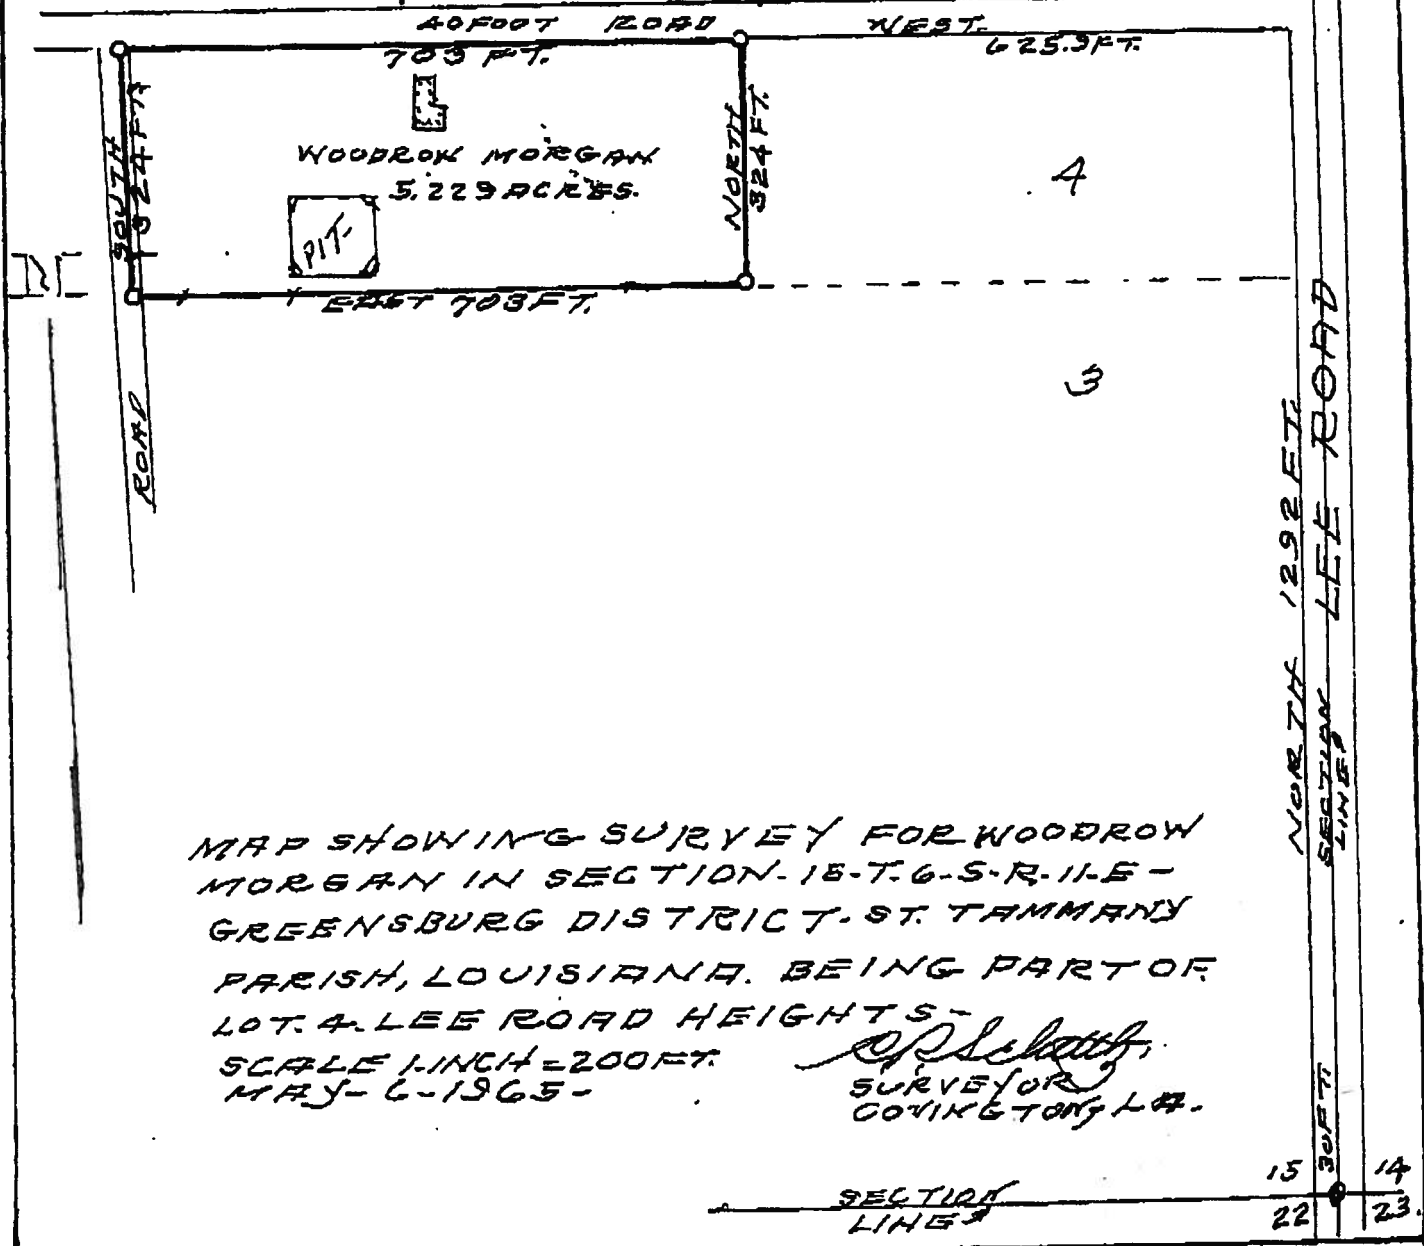 40 FOOT ROAD WEST.
703 FT. 625.9 FT.
SOUTH 324 FT.
NORTH
324 FT.
WOODROW MORGAN
5.229 ACRES.
PIT.
4
EAST 703 FT.
3
ROAD
NORTH 1292 FT.
LEE ROAD
SECTION
LINE
MAP SHOWING SURVEY FOR WOODROW
MORGAN IN SECTION-15-T.6-S-R-11-E-
GREENSBURG DISTRICT-ST. TAMMANY
PARISH, LOUISIANA. BEING PART OF
LOT. 4. LEE ROAD HEIGHTS-
SCALE 1-INCH = 200 FT.
MAY-6-1965-
SURVEYOR
COVINGTON, LA.
30 FT.
15 14
22 23.
SECTION
LINE